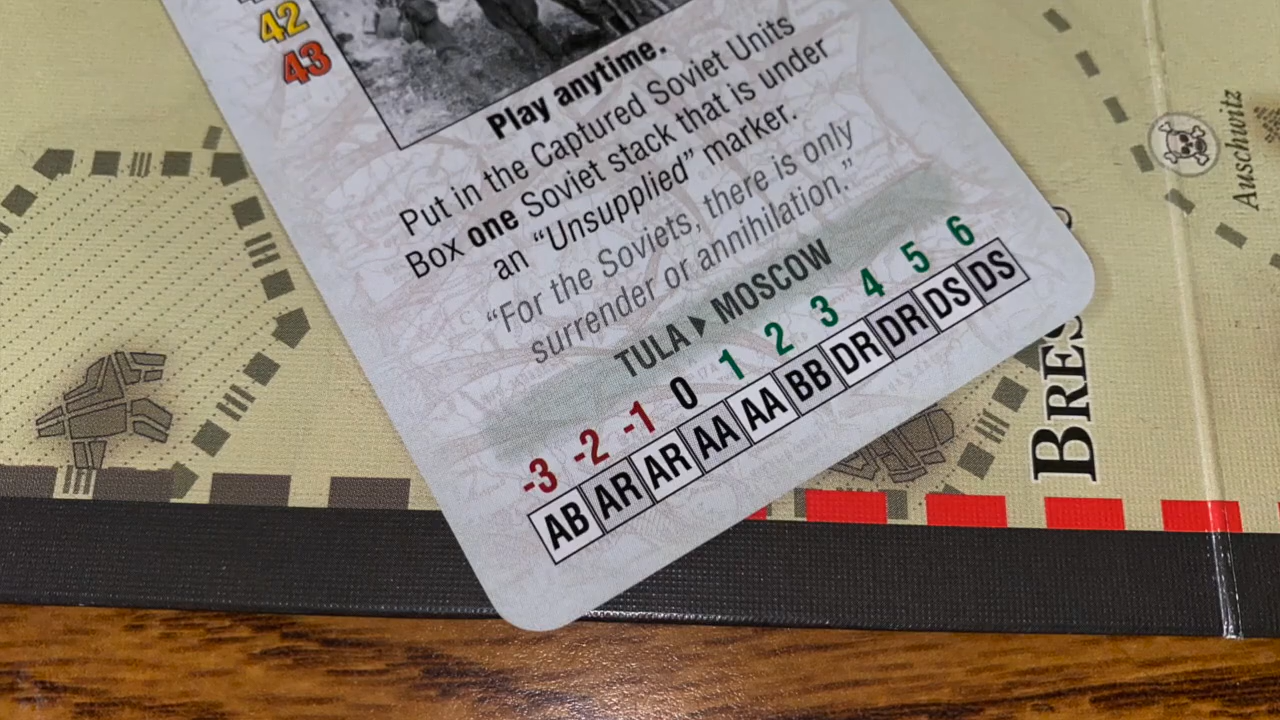 42
43
Play anytime.
Put in the Captured Soviet Units
Box one Soviet stack that is under
an “Unsupplied” marker.
“For the Soviets, there is only
surrender or annihilation.”
TULA ▶ MOSCOW
-3 -2 -1 0 1 2 3 4 5 6
AB AR AR AA AA BB DR DR DS DS
Auschwitz